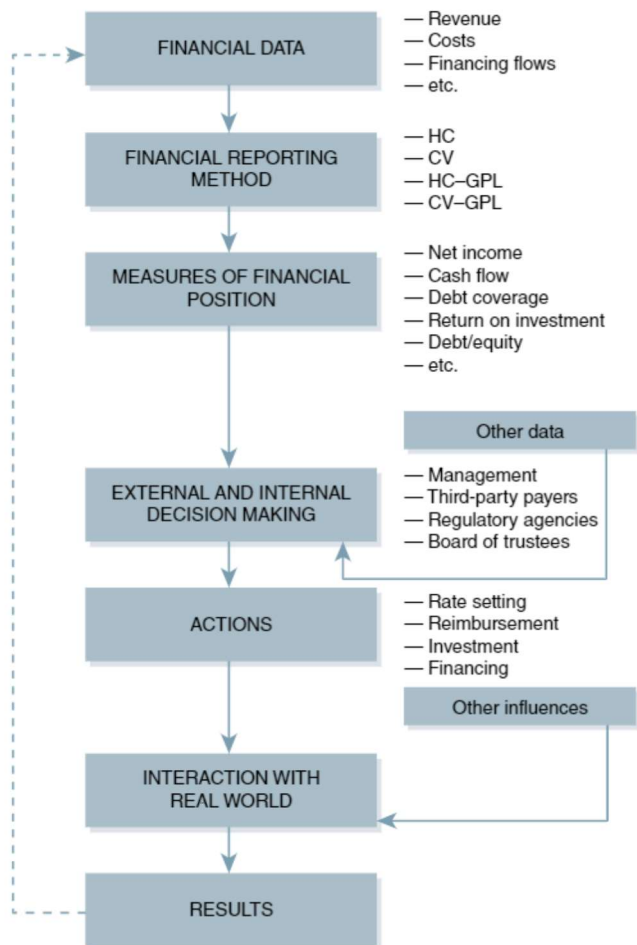 FINANCIAL DATA
— Revenue
— Costs
— Financing flows
— etc.
FINANCIAL REPORTING
METHOD
— HC
— CV
— HC–GPL
— CV–GPL
MEASURES OF FINANCIAL
POSITION
— Net income
— Cash flow
— Debt coverage
— Return on investment
— Debt/equity
— etc.
Other data
EXTERNAL AND INTERNAL
DECISION MAKING
— Management
— Third-party payers
— Regulatory agencies
— Board of trustees
ACTIONS
— Rate setting
— Reimbursement
— Investment
— Financing
Other influences
INTERACTION WITH
REAL WORLD
RESULTS